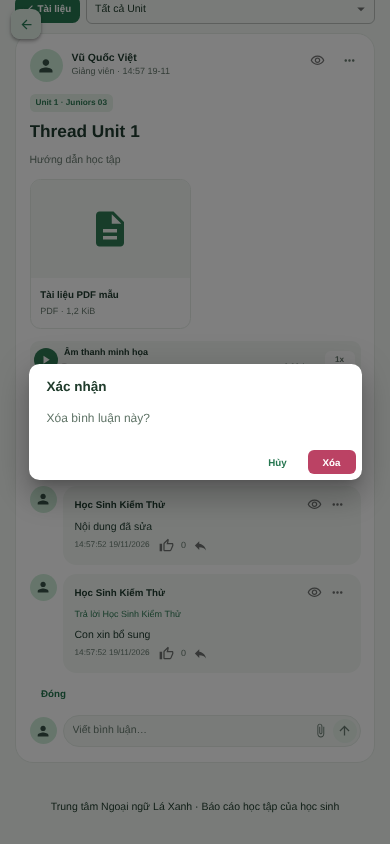 Tài liệu
Tất cả Unit
Vũ Quốc Việt
Giảng viên · 14:57 19-11
Unit 1 · Juniors 03
Thread Unit 1
Hướng dẫn học tập
Tài liệu PDF mẫu
PDF · 1,2 KiB
Âm thanh minh họa
1x
Xác nhận
Xóa bình luận này?
Hủy
Xóa
Học Sinh Kiểm Thử
Nội dung đã sửa
14:57:52 19/11/2026
0
Học Sinh Kiểm Thử
Trả lời Học Sinh Kiểm Thử
Con xin bổ sung
14:57:52 19/11/2026
0
Đóng
Viết bình luận...
Trung tâm Ngoại ngữ Lá Xanh · Báo cáo học tập của học sinh